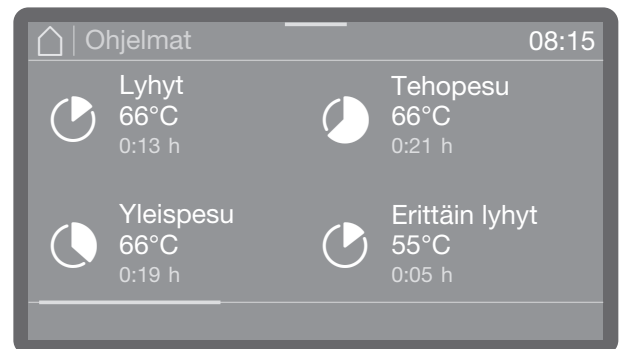 Ohjelmat
08:15
Lyhyt
66°C
0:13 h
Tehopesu
66°C
0:21 h
Yleispesu
66°C
0:19 h
Erittäin lyhyt
55°C
0:05 h